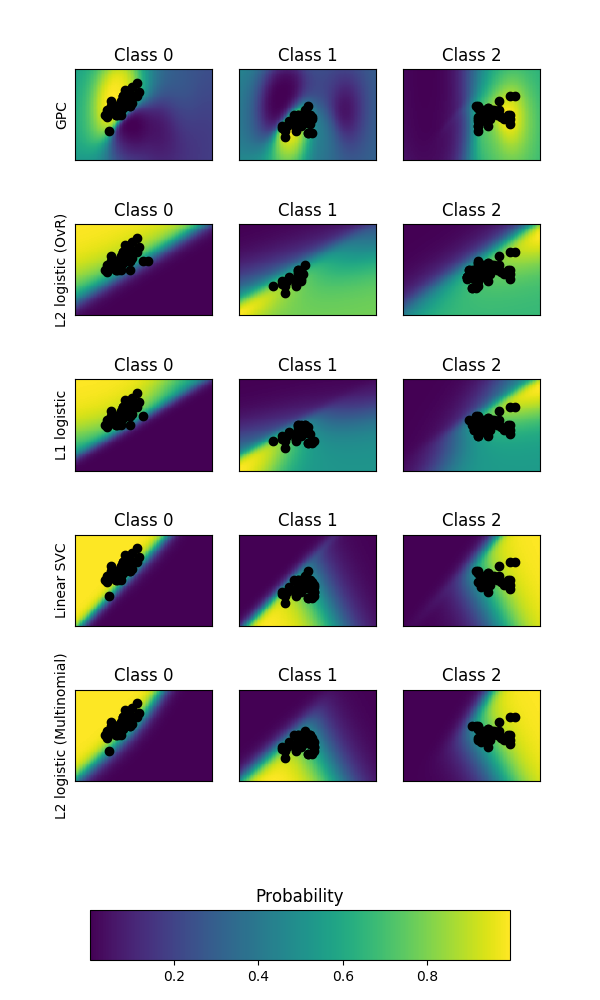 Class 0 Class 1 Class 2
GPC
Class 0 Class 1 Class 2
L2 logistic (OvR)
Class 0 Class 1 Class 2
L1 logistic
Class 0 Class 1 Class 2
Linear SVC
Class 0 Class 1 Class 2
L2 logistic (Multinomial)
Probability
0.2 0.4 0.6 0.8